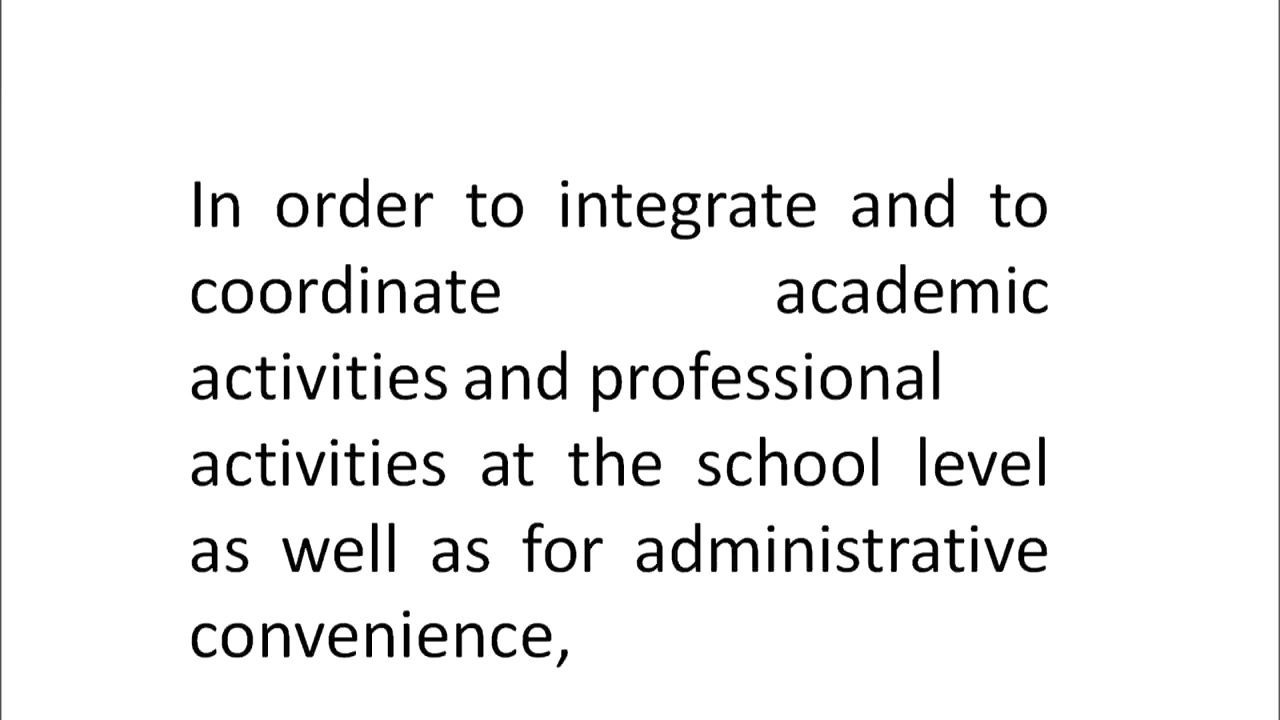 In order to integrate and to
coordinate academic
activities and professional
activities at the school level
as well as for administrative
convenience,